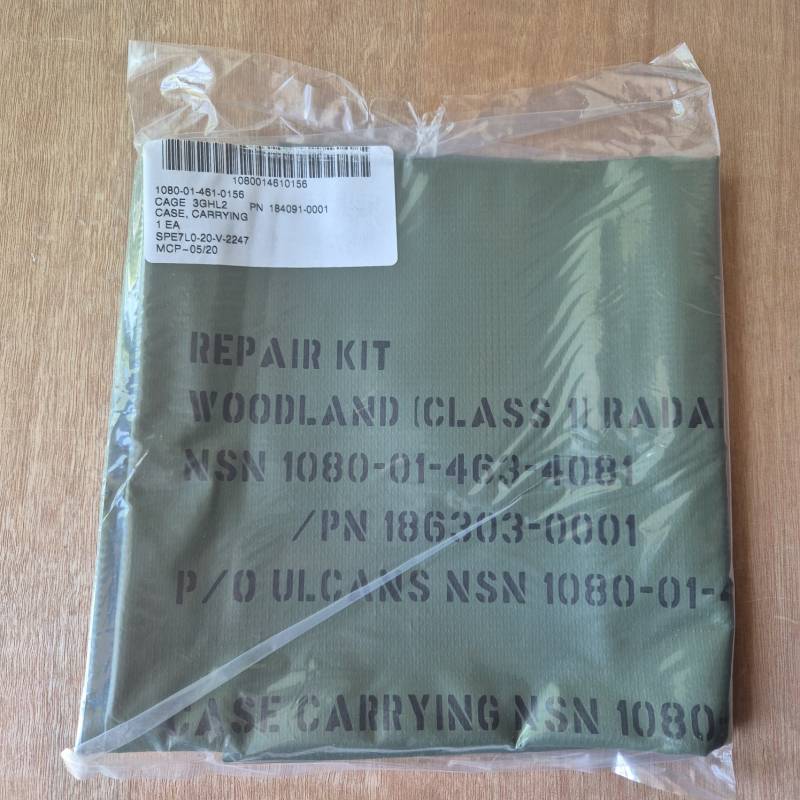 1080014610156
1080-01-461-0156
CAGE 3GHL2 PN 184091-0001
CASE, CARRYING
1 EA
SPE7L0-20-V-2247
MCP-05/20
REPAIR KIT
WOODLAND (CLASS 1) RADA
NSN 1080-01-463-4081
/PN 186303-0001
P/O ULCANS NSN 1080-01-4
CASE CARRYING NSN 1080-